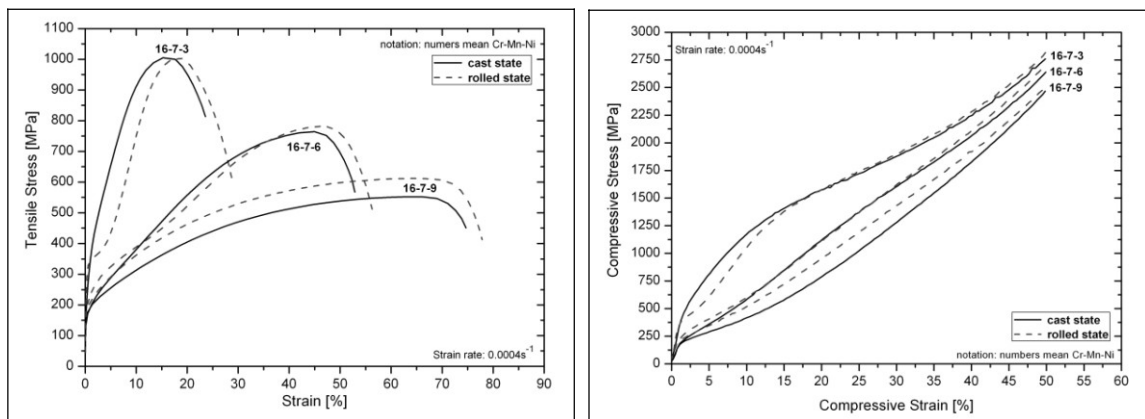 1100
1000
900
800
700
600
500
400
300
200
100
0
Tensile Stress [MPa]
notation: numers mean Cr-Mn-Ni
cast state
rolled state
16-7-3
16-7-6
16-7-9
Strain rate: 0.0004s⁻¹
0 10 20 30 40 50 60 70 80 90
Strain [%]
3000
2750
2500
2250
2000
1750
1500
1250
1000
750
500
250
0
Compressive Stress [MPa]
Strain rate: 0.0004s⁻¹
16-7-3
16-7-6
16-7-9
cast state
rolled state
notation: numbers mean Cr-Mn-Ni
0 5 10 15 20 25 30 35 40 45 50 55 60
Compressive Strain [%]